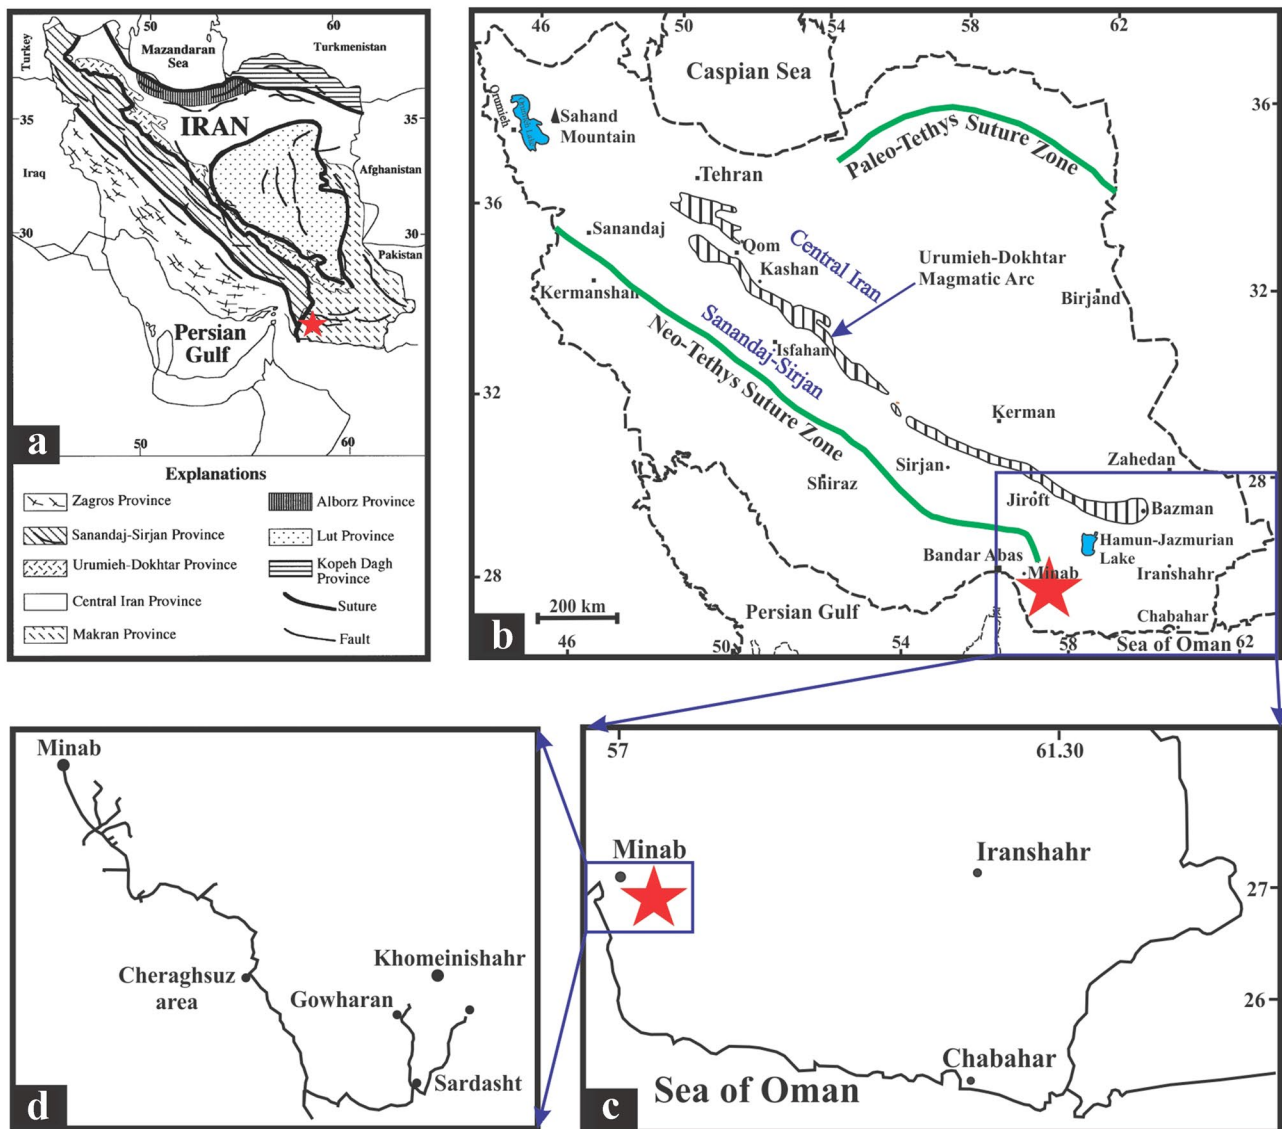 50
60
Mazandaran
Sea
Turkmenistan
Turkey
35
IRAN
35
Iraq
Afghanistan
30
30
Pakistan
Persian
Gulf
50
60
a
Explanations
Zagros Province
Sanandaj-Sirjan Province
Urumieh-Dokhtar Province
Central Iran Province
Makran Province
Alborz Province
Lut Province
Kopeh Dagh
Province
Suture
Fault
46
50
54
58
62
Caspian Sea
36
Orumieh
Sahand
Mountain
Paleo-Tethys Suture Zone
Tehran
36
Sanandaj
Qom
Kashan
Central Iran
Urumieh-Dokhtar
Magmatic Arc
Kermanshan
Birjand
32
Sanandaj-Sirjan
Isfahan
Neo-Tethys Suture Zone
32
Kerman
Zahedan
Sirjan
Shiraz
28
Jiroft
Bazman
Hamun-Jazmurian
Lake
Bandar Abas
Minab
Iranshahr
28
200 km
Persian Gulf
Chabahar
b
46
50
54
58
Sea of Oman
62
Minab
Cheraghsuz
area
Khomeinishahr
Gowharan
Sardasht
d
57
61.30
Minab
Iranshahr
27
26
Chabahar
Sea of Oman
c